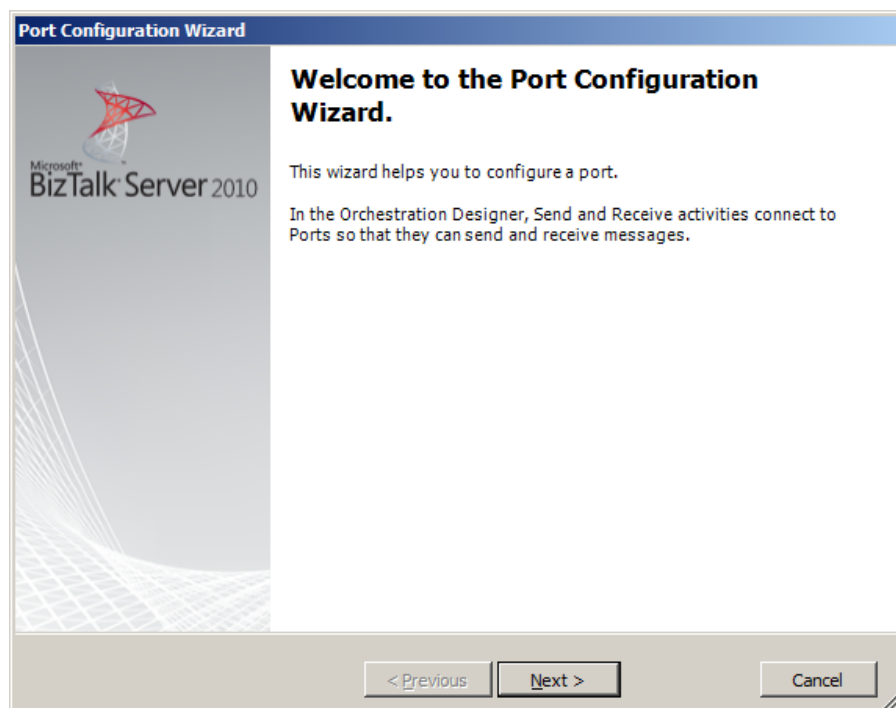 Port Configuration Wizard
Microsoft®
BizTalk Server 2010
Welcome to the Port Configuration
Wizard.
This wizard helps you to configure a port.
In the Orchestration Designer, Send and Receive activities connect to
Ports so that they can send and receive messages.
< Previous
Next >
Cancel